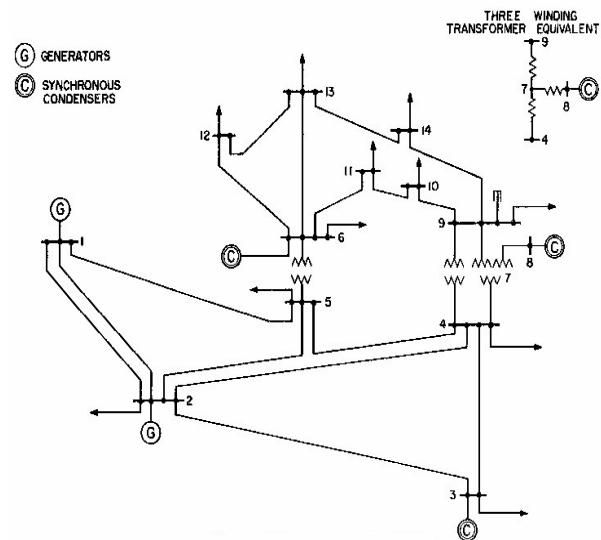 THREE WINDING
TRANSFORMER EQUIVALENT
9
7
C
8
4
G GENERATORS
C SYNCHRONOUS
CONDENSERS
13
12
14
11
10
G
1
9
6
C
8
C
7
5
4
2
G
3
C